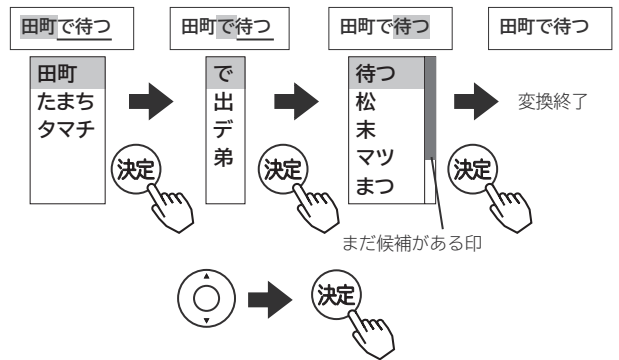 田町で待つ
田町で待つ
田町で待つ
田町で待つ
田町
たまち
タマチ
決定
で
出
デ
弟
決定
待つ
松
末
マツ
まつ
決定
変換終了
まだ候補がある印
決定